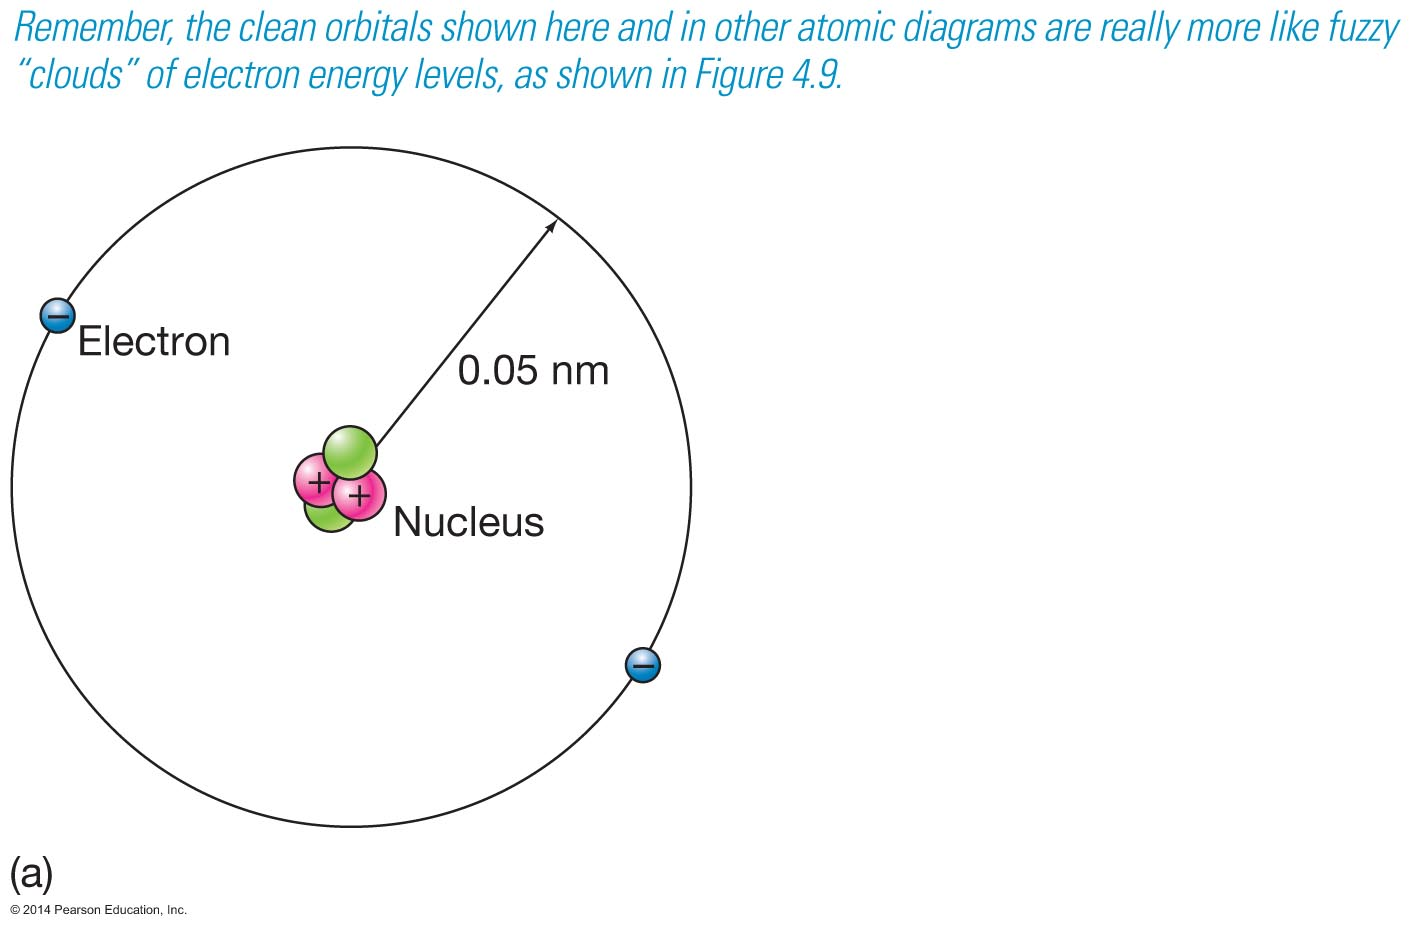 Remember, the clean orbitals shown here and in other atomic diagrams are really more like fuzzy
“clouds” of electron energy levels, as shown in Figure 4.9.
−
Electron
0.05 nm
+
+
Nucleus
−
(a)
© 2014 Pearson Education, Inc.